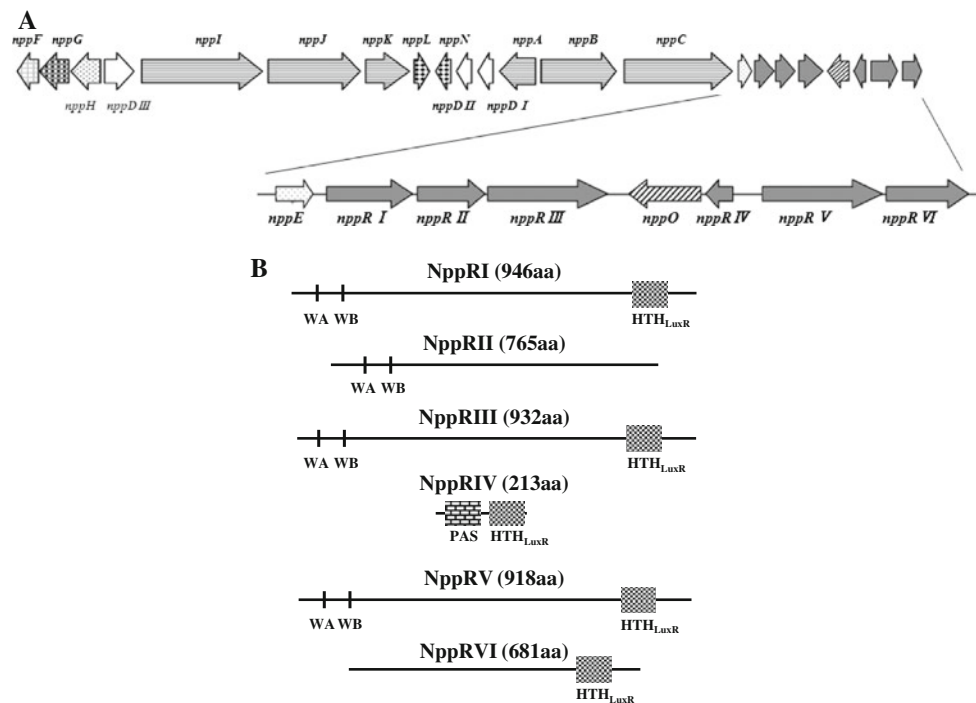 A
nppF nppG nppI nppJ nppK nppL nppN nppA nppB nppC
nppH nppD III nppD II nppD I
nppE nppR I nppR II nppR III nppO nppR IV nppR V nppR VI
B
NppRI (946aa)
WA WB HTHLuxR
NppRII (765aa)
WA WB
NppRIII (932aa)
WA WB HTHLuxR
NppRIV (213aa)
PAS HTHLuxR
NppRV (918aa)
WA WB HTHLuxR
NppRVI (681aa)
HTHLuxR